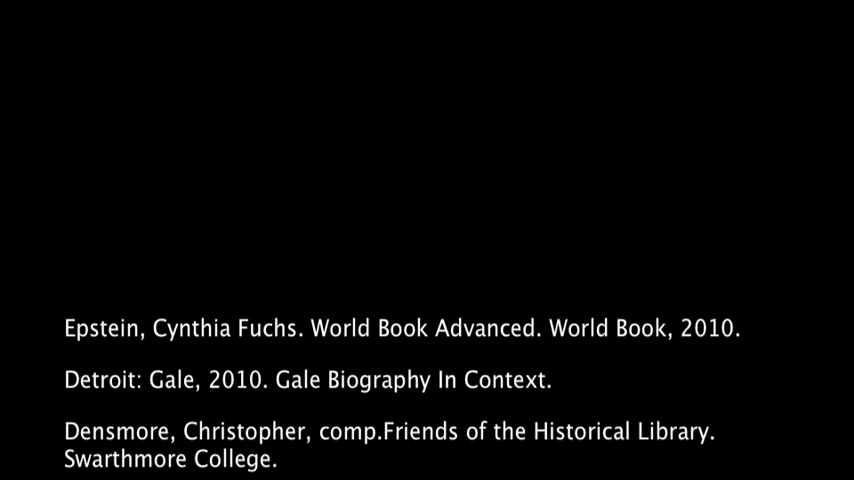 Epstein, Cynthia Fuchs. World Book Advanced. World Book, 2010.
Detroit: Gale, 2010. Gale Biography In Context.
Densmore, Christopher, comp.Friends of the Historical Library.
Swarthmore College.